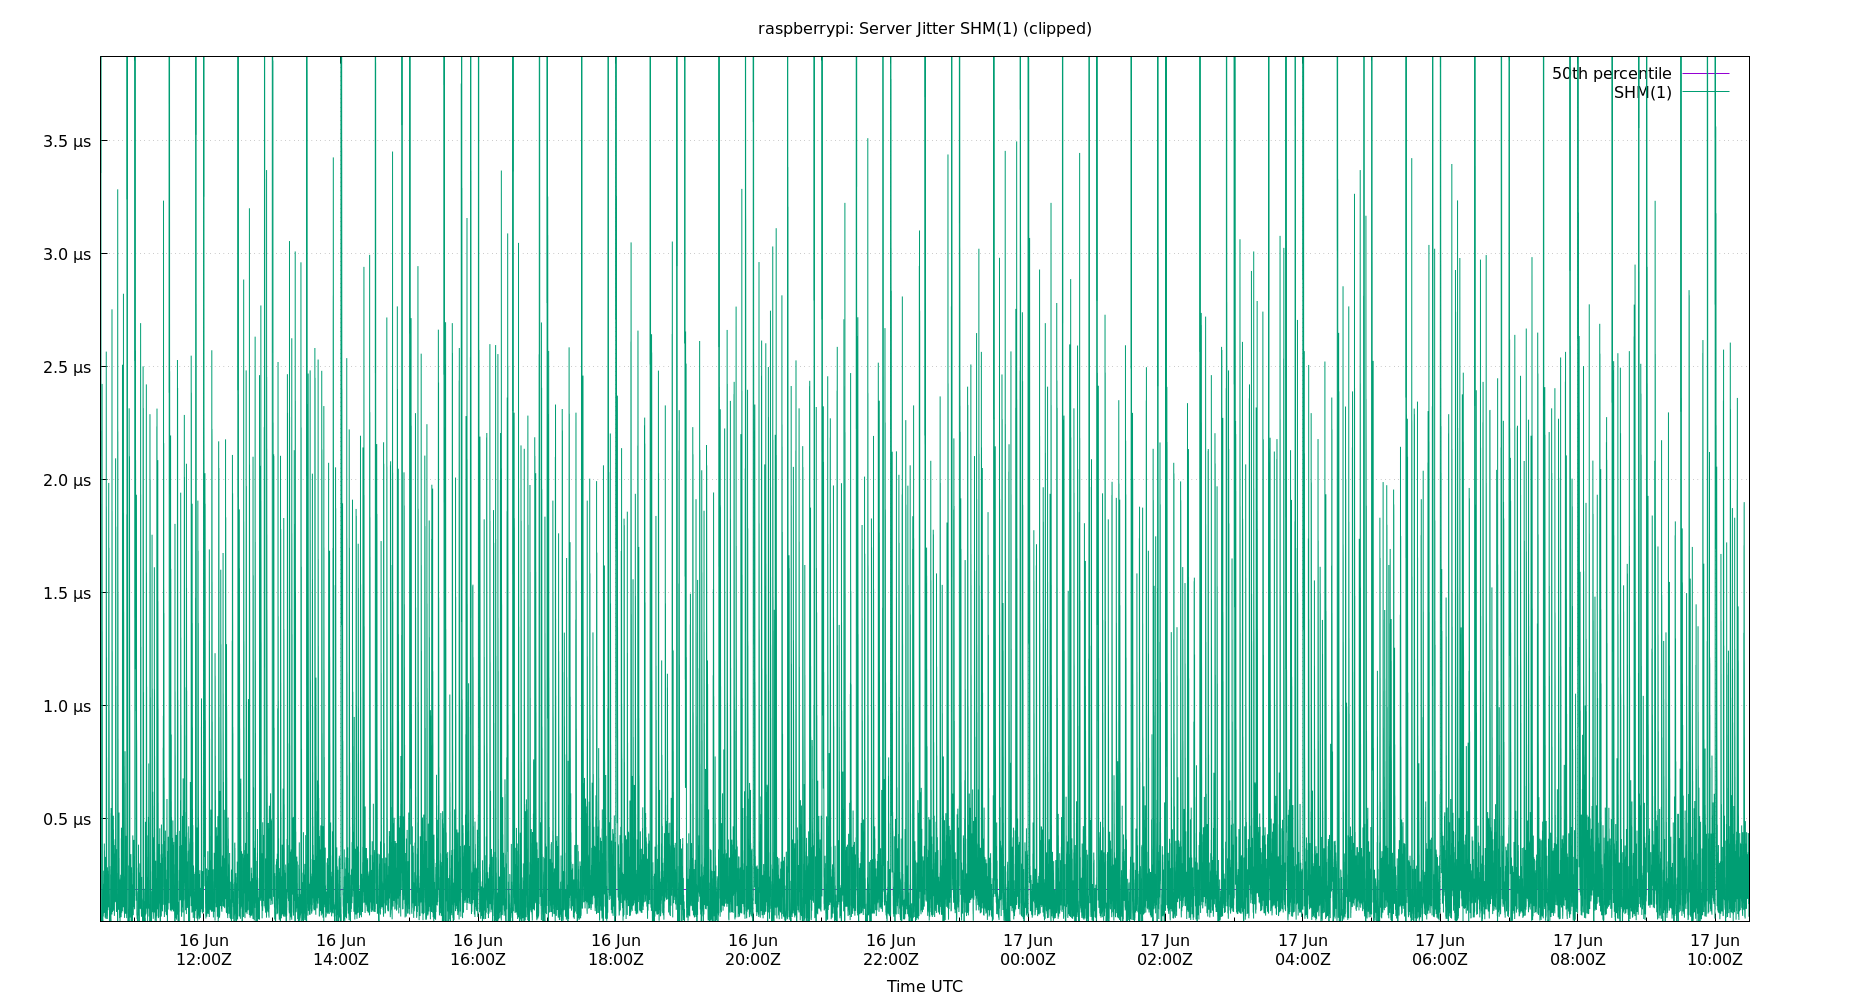 raspberrypi: Server Jitter SHM(1) (clipped)
50th percentile
SHM(1)
3.5 µs
3.0 µs
2.5 µs
2.0 µs
1.5 µs
1.0 µs
0.5 µs
16 Jun 16 Jun 16 Jun 16 Jun 16 Jun 16 Jun 17 Jun 17 Jun 17 Jun 17 Jun 17 Jun 17 Jun
12:00Z 14:00Z 16:00Z 18:00Z 20:00Z 22:00Z 00:00Z 02:00Z 04:00Z 06:00Z 08:00Z 10:00Z
Time UTC